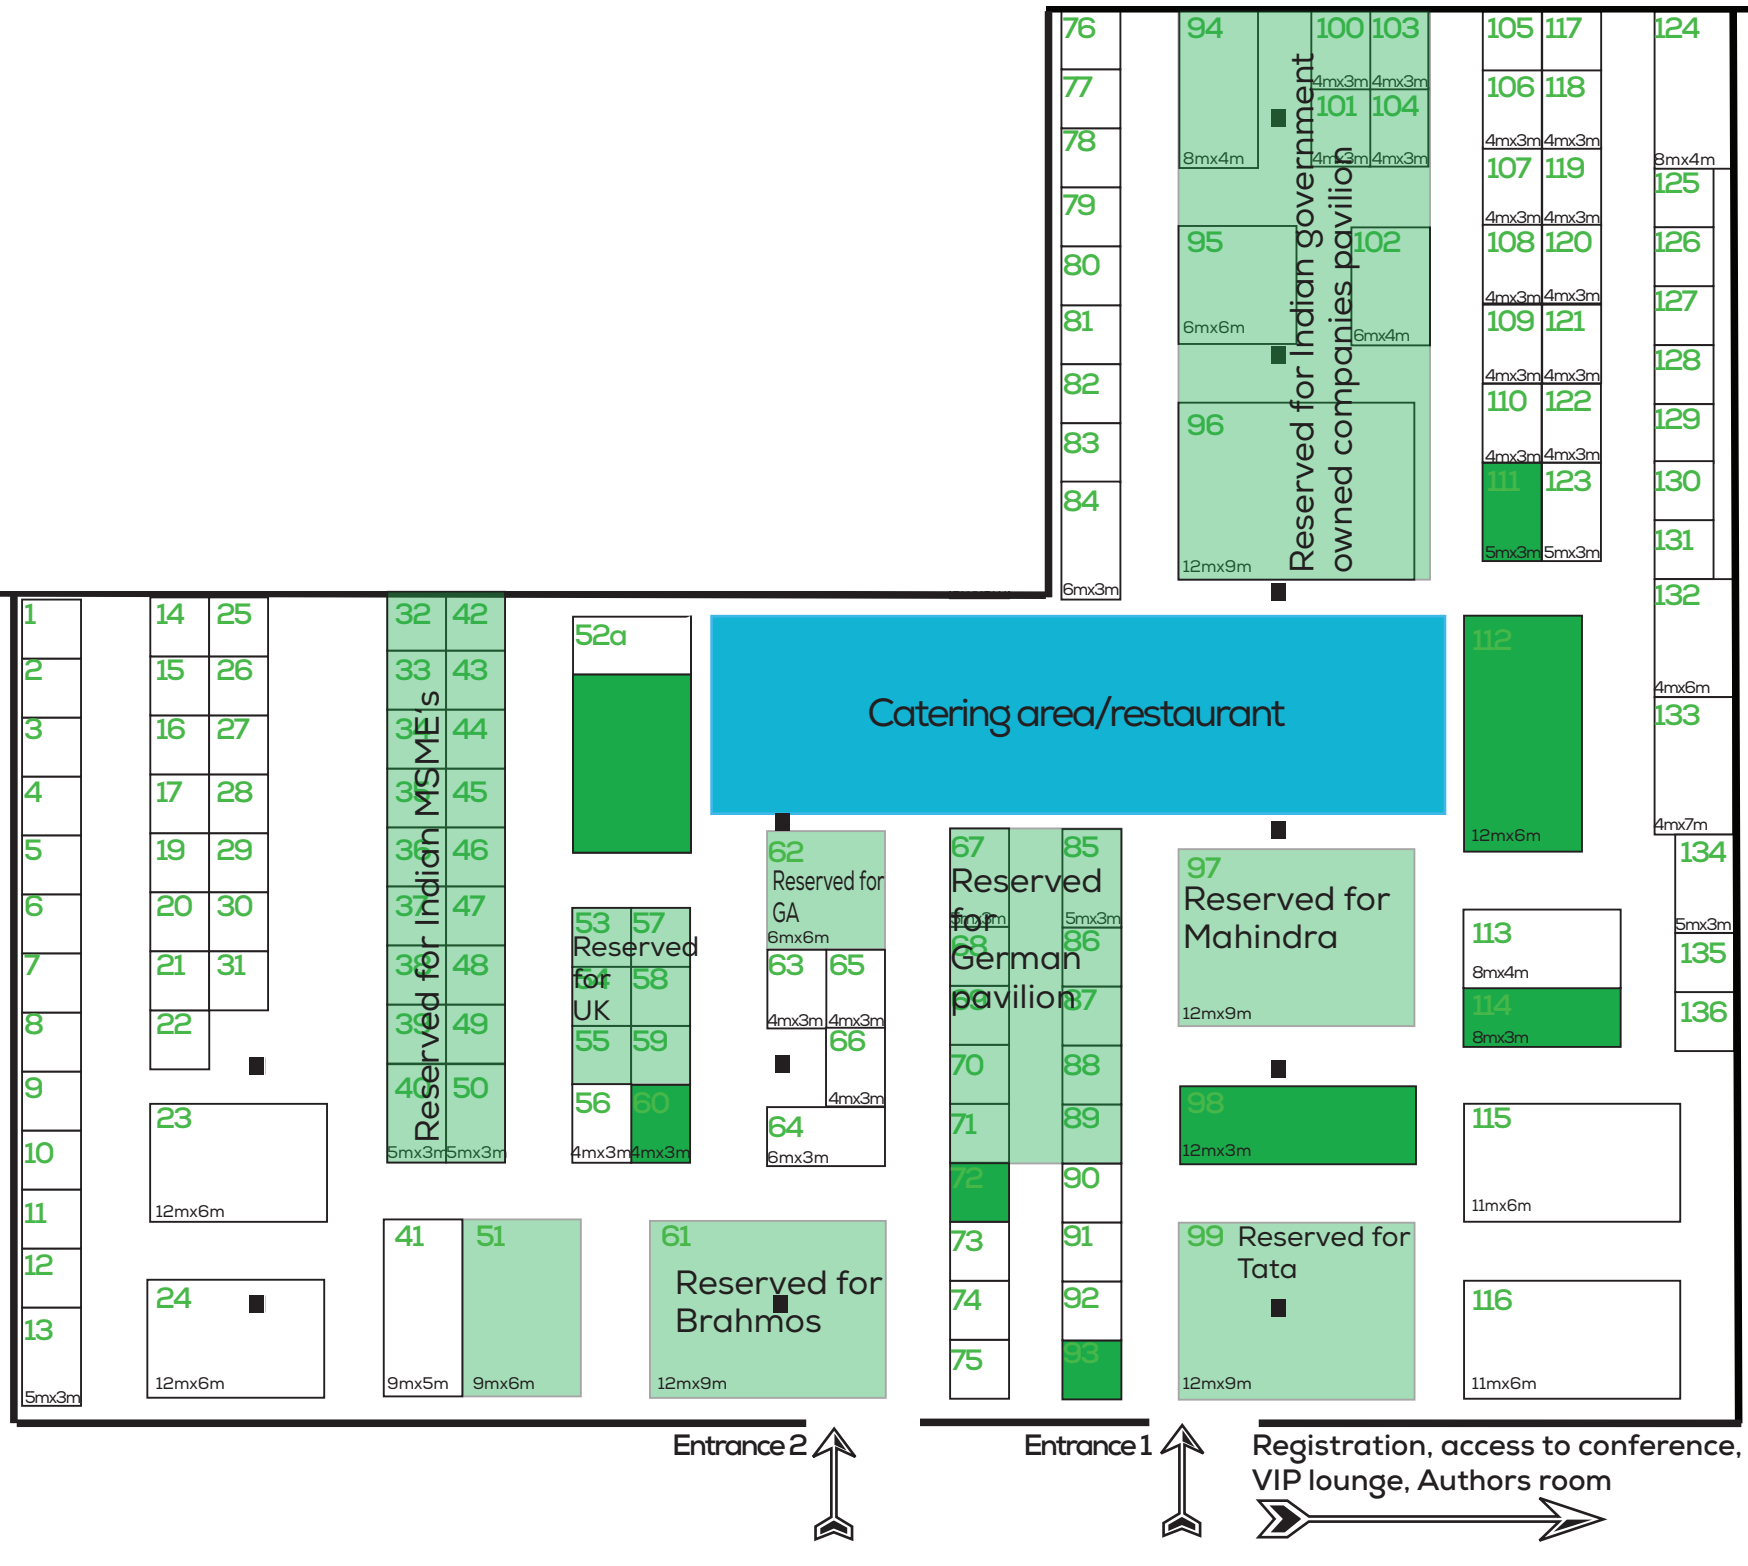 76
77
78
79
80
81
82
83
84
6mx3m
94
8mx4m
95
6mx6m
96
12mx9m
100
4mx3m
101
4mx3m
103
4mx3m
104
4mx3m
102
6mx4m
Reserved for Indian government
owned companies pavilion
105
106
4mx3m
107
4mx3m
108
4mx3m
109
4mx3m
110
4mx3m
111
5mx3m
117
118
4mx3m
119
4mx3m
120
4mx3m
121
4mx3m
122
4mx3m
123
5mx3m
124
8mx4m
125
126
127
128
129
130
131
132
4mx6m
133
4mx7m
134
5mx3m
135
136
1
2
3
4
5
6
7
8
9
10
11
12
13
5mx3m
14
15
16
17
19
20
21
22
25
26
27
28
29
30
31
23
12mx6m
24
12mx6m
32
33
34
35
36
37
38
39
40
5mx3m
42
43
44
45
46
47
48
49
50
5mx3m
Reserved for Indian MSME's
41
9mx5m
51
9mx6m
52a
53
54
55
56
4mx3m
57
58
59
60
4mx3m
Reserved
for
UK
61
Reserved for
Brahmos
12mx9m
Catering area/restaurant
62
Reserved for
GA
6mx6m
63
4mx3m
65
4mx3m
66
4mx3m
64
6mx3m
67
5mx3m
68
69
70
71
72
73
74
75
85
5mx3m
86
87
88
89
90
91
92
93
Reserved
for
German
pavilion
97
Reserved for
Mahindra
12mx9m
98
12mx3m
99
Reserved for
Tata
12mx9m
112
12mx6m
113
8mx4m
114
8mx3m
115
11mx6m
116
11mx6m
Entrance 2
Entrance 1
Registration, access to conference,
VIP lounge, Authors room